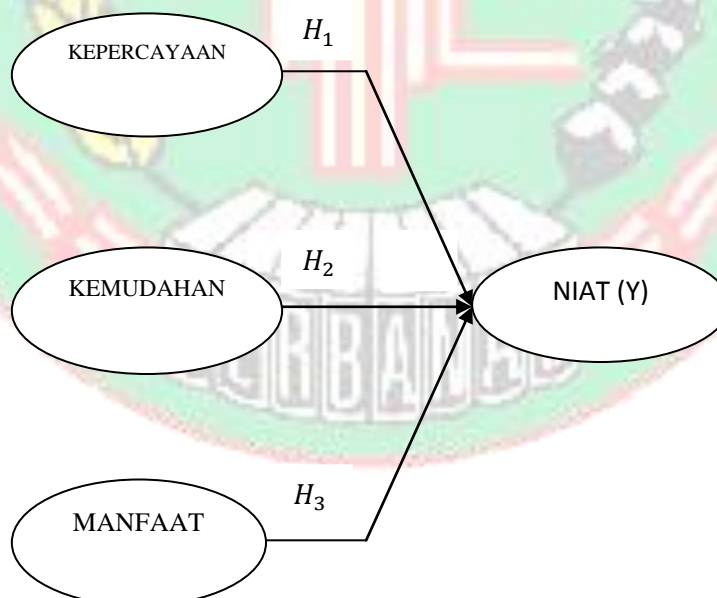 KEPERCAYAAN
H₁
KEMUDAHAN
H₂
NIAT (Y)
MANFAAT
H₃